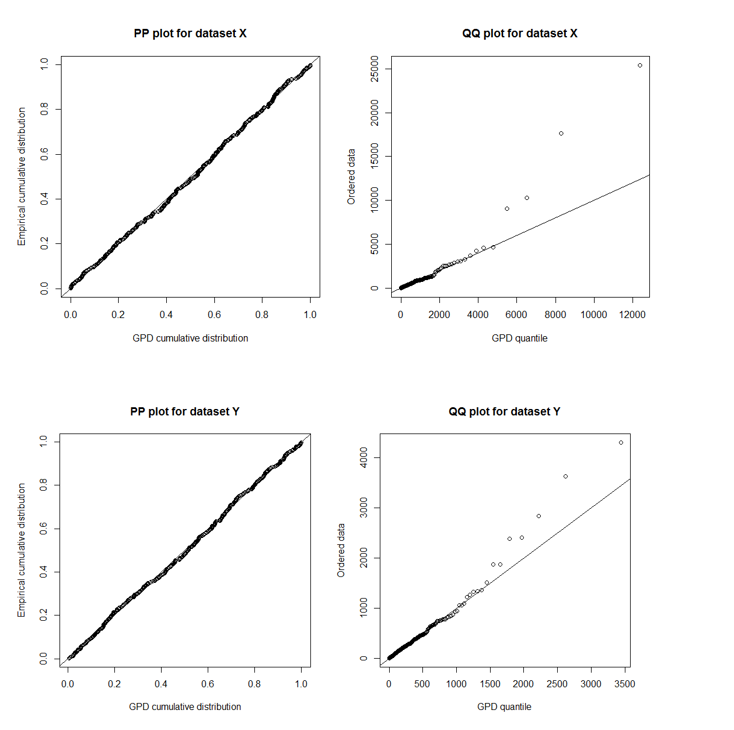 PP plot for dataset X
Empirical cumulative distribution
0.0 0.2 0.4 0.6 0.8 1.0
0.0 0.2 0.4 0.6 0.8 1.0
GPD cumulative distribution
QQ plot for dataset X
Ordered data
0 5000 10000 15000 20000 25000
0 2000 4000 6000 8000 10000 12000
GPD quantile
PP plot for dataset Y
Empirical cumulative distribution
0.0 0.2 0.4 0.6 0.8 1.0
0.0 0.2 0.4 0.6 0.8 1.0
GPD cumulative distribution
QQ plot for dataset Y
Ordered data
0 1000 2000 3000 4000
0 500 1000 1500 2000 2500 3000 3500
GPD quantile